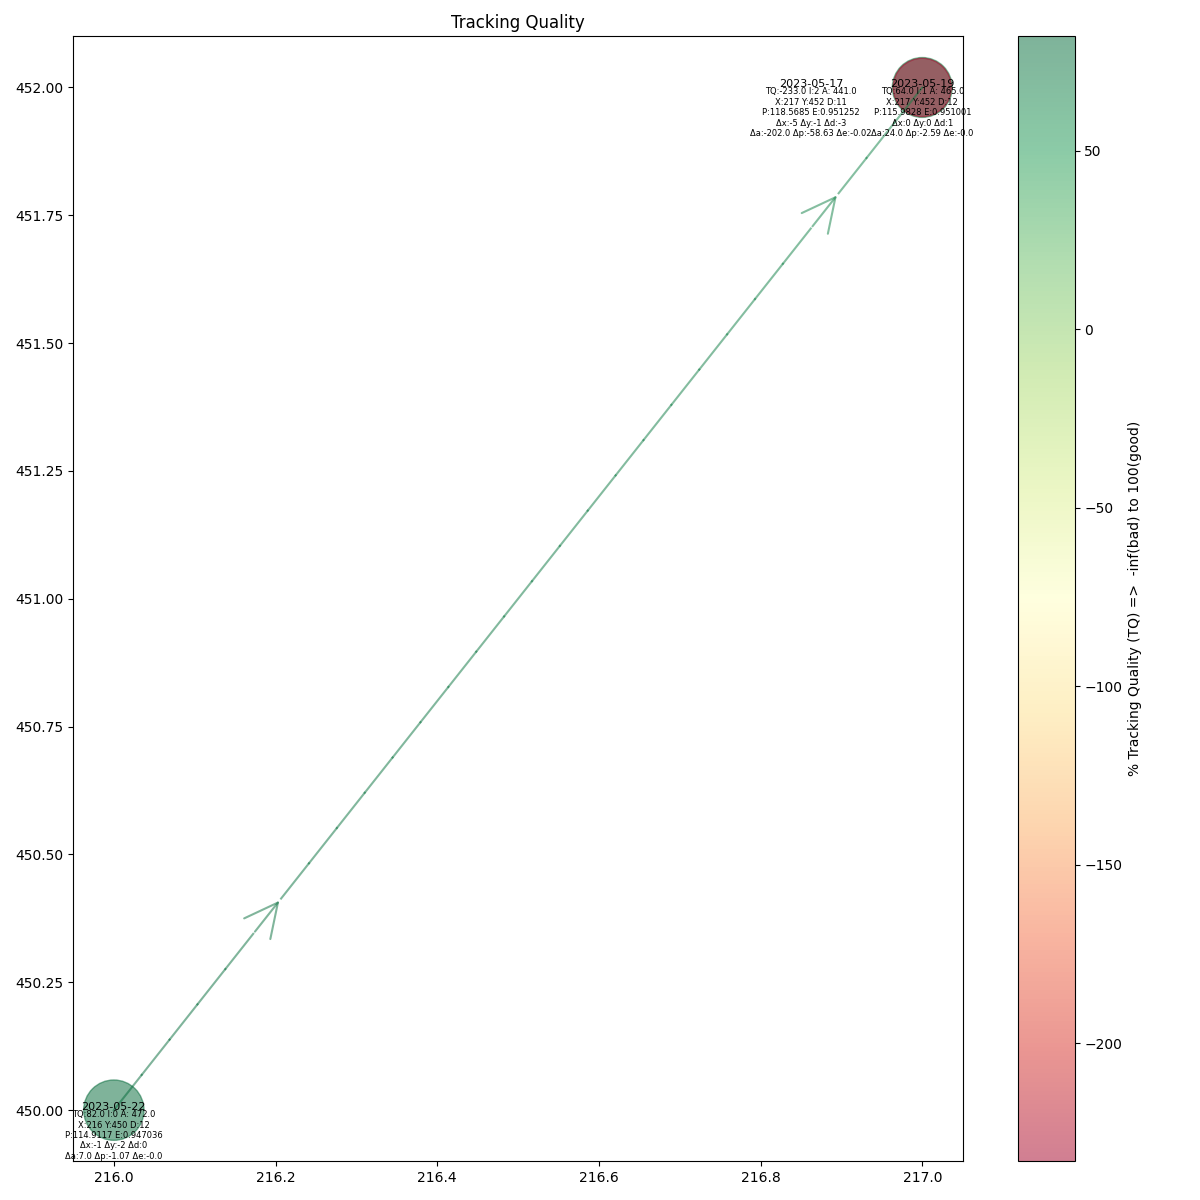 Tracking Quality
452.00
451.75
451.50
451.25
451.00
450.75
450.50
450.25
450.00
2023-05-17
TQ:-233.0 I:2 A: 441.0
X:217 Y:452 D:11
P:118.5685 E:0.951252
Δx:-5 Δy:-1 Δd:-3
Δa:-202.0 Δp:-58.63 Δe:-0.02
2023-05-19
TQ:64.0 I:1 A: 465.0
X:217 Y:452 D:12
P:115.9828 E:0.951001
Δx:0 Δy:0 Δd:1
Δa:24.0 Δp:-2.59 Δe:-0.0
2023-05-22
TQ:82.0 I:0 A: 472.0
X:216 Y:450 D:12
P:114.9117 E:0.947036
Δx:-1 Δy:-2 Δd:0
Δa:7.0 Δp:-1.07 Δe:-0.0
216.0 216.2 216.4 216.6 216.8 217.0
50
0
−50
−100
−150
−200
% Tracking Quality (TQ) => -inf(bad) to 100(good)